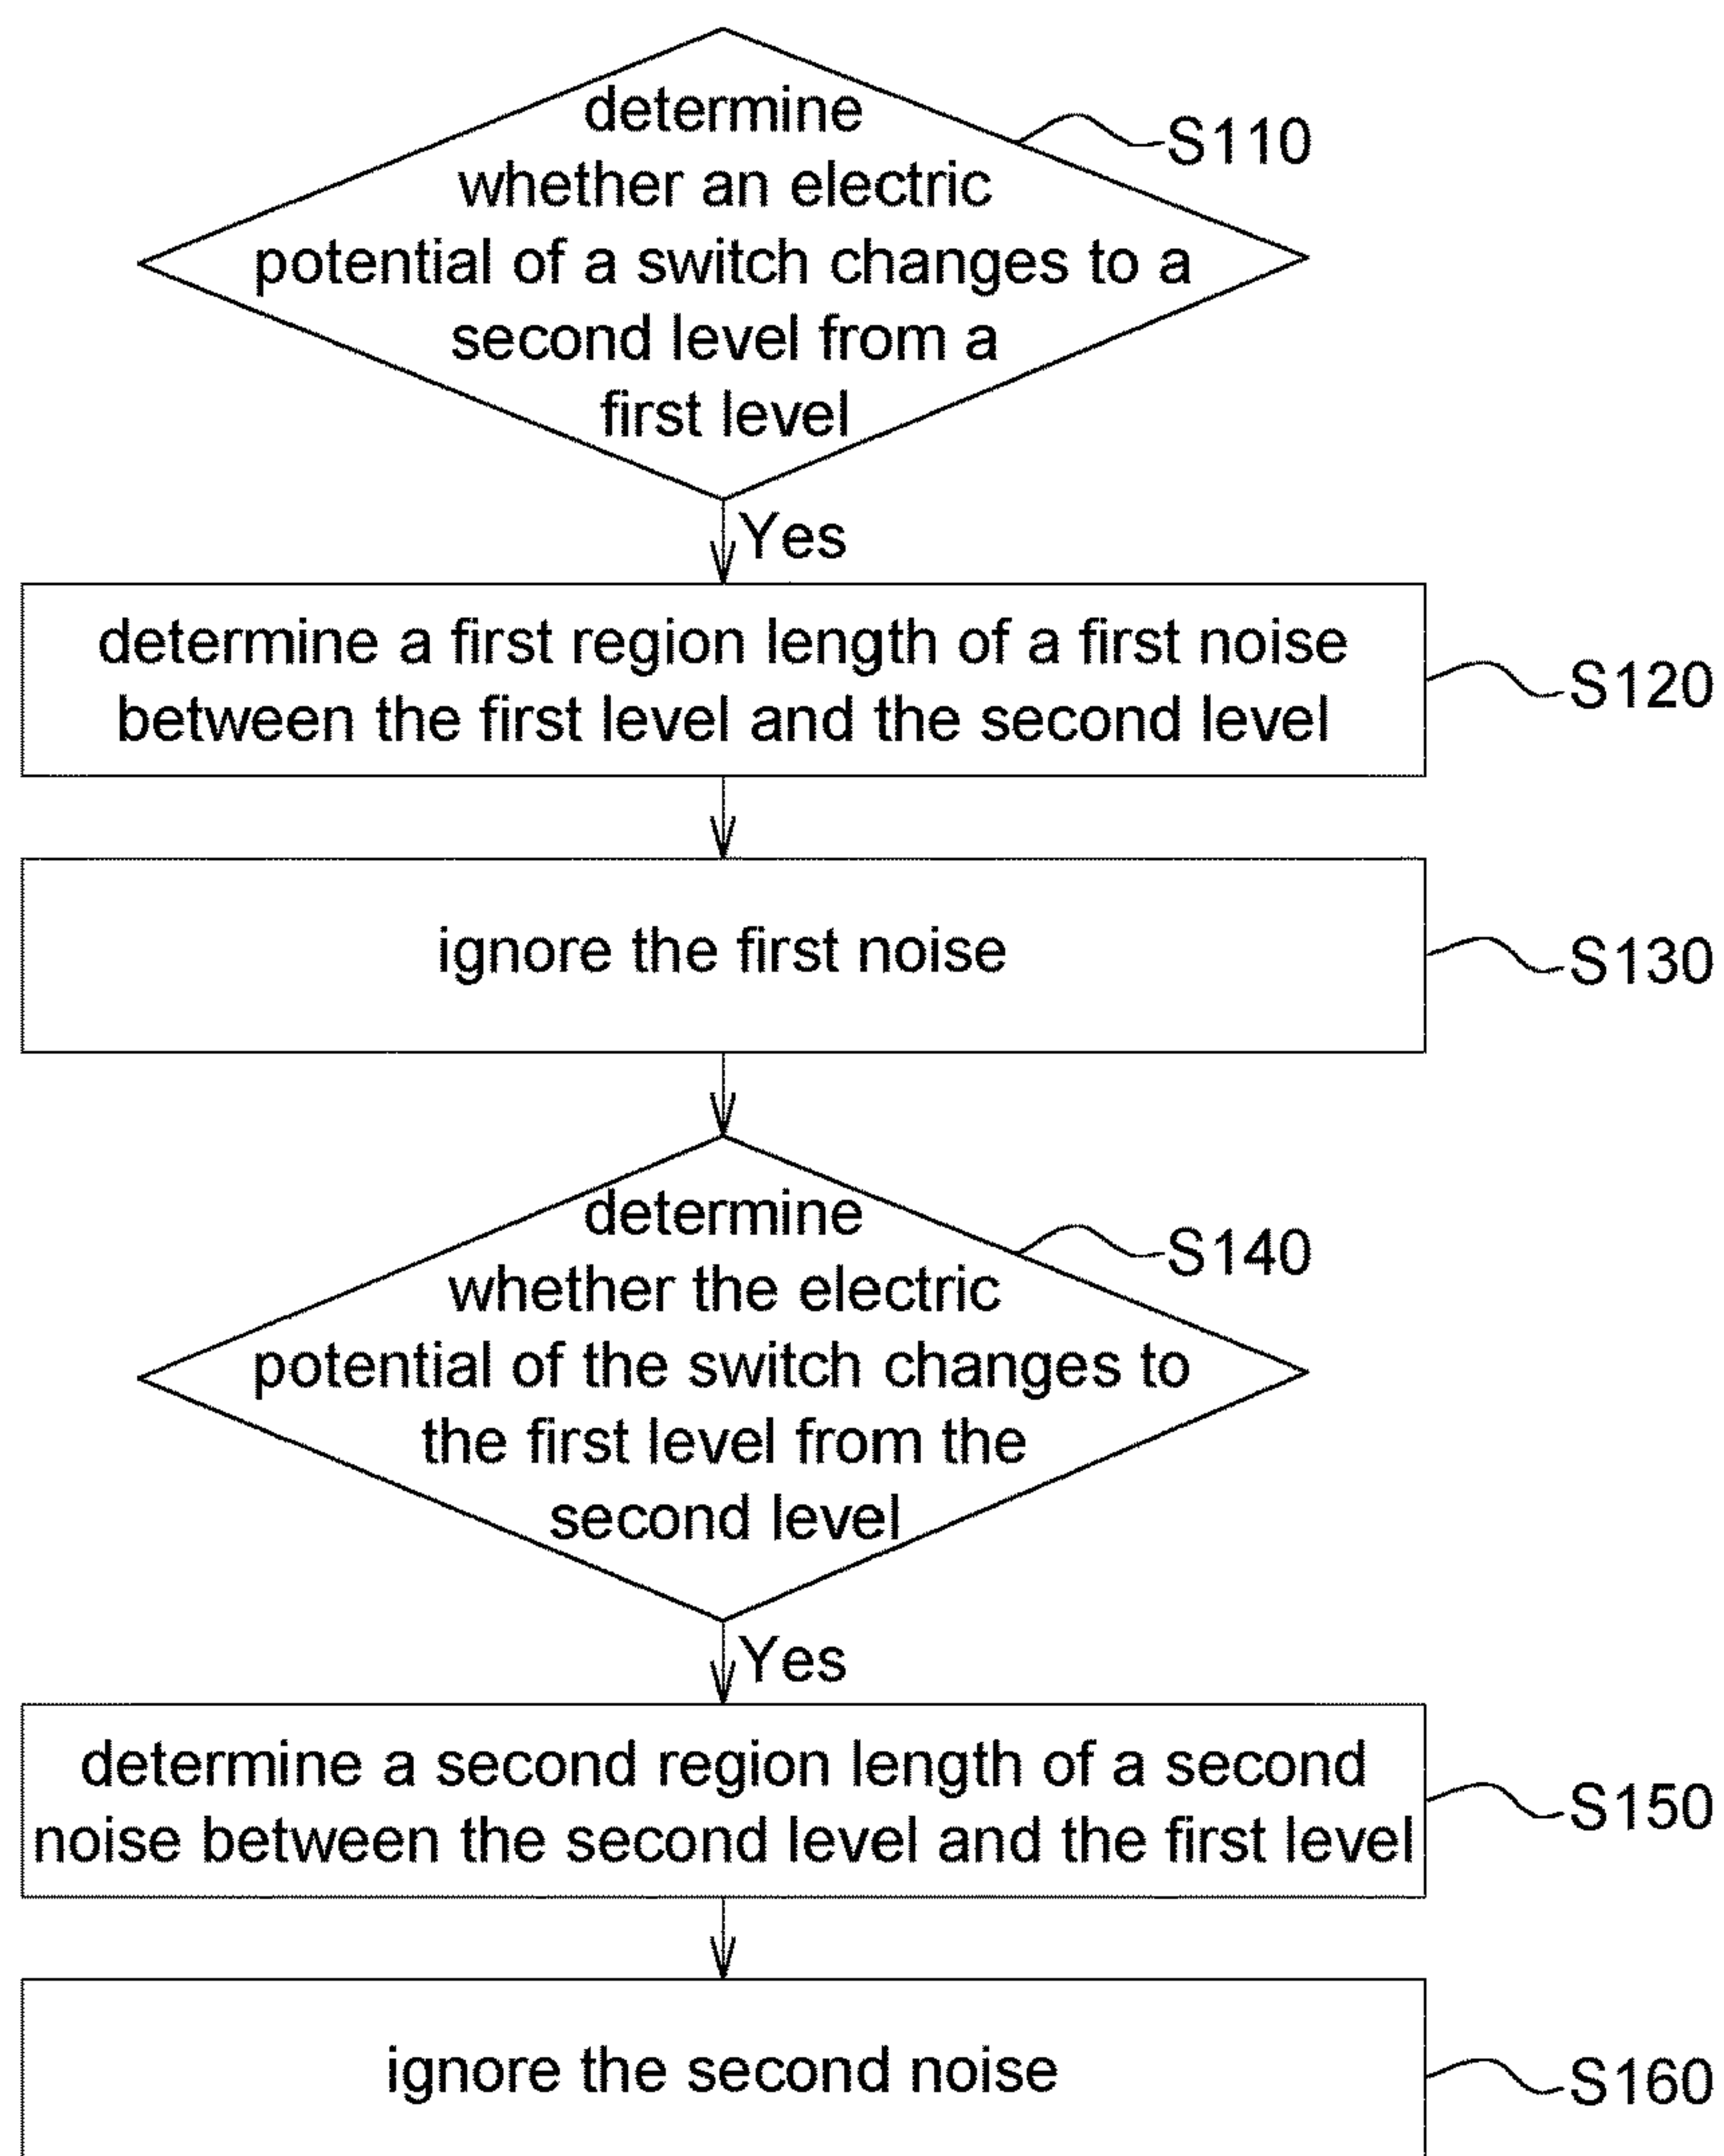 determine
whether an electric
potential of a switch changes to a
second level from a
first level
S110
Yes
determine a first region length of a first noise
between the first level and the second level
S120
ignore the first noise
S130
determine
whether the electric
potential of the switch changes to
the first level from the
second level
S140
Yes
determine a second region length of a second
noise between the second level and the first level
S150
ignore the second noise
S160